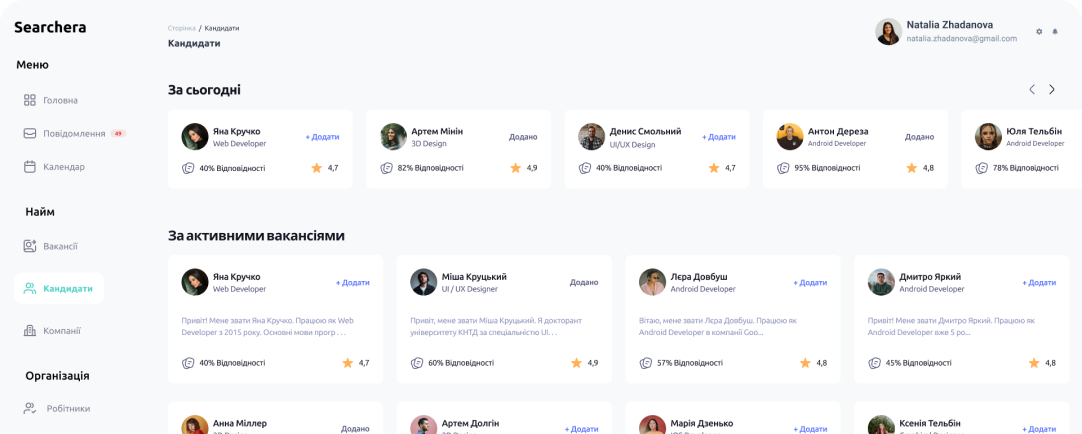 Searchera
Сторінка / Кандидати
Кандидати
Natalia Zhadanova
natalia.zhadanova@gmail.com
Меню
Головна
Повідомлення 49
Календар
Найм
Вакансії
Кандидати
Компанії
Організація
Робітники
За сьогодні
Яна Кручко
Web Developer
+ Додати
40% Відповідності
4,7
Артем Мінін
3D Design
Додано
82% Відповідності
4,9
Денис Смольний
UI/UX Design
+ Додати
40% Відповідності
4,7
Антон Дереза
Android Developer
Додано
95% Відповідності
4,8
Юля Тельбін
Android Developer
78% Відповідності
За активними вакансіями
Яна Кручко
Web Developer
+ Додати
Привіт! Мене звати Яна Кручко. Працюю як Web
Developer з 2015 року. Основні мови прогр . . .
40% Відповідності
4,7
Міша Круцький
UI / UX Designer
Додано
Привіт, мене звати Міша Круцький. Я докторант
університету КНТД за спеціальністю UI. . .
60% Відповідності
4,9
Лєра Довбуш
Android Developer
+ Додати
Вітаю, мене звати Лєра Довбуш. Працюю як
Android Developer в компанії Goo...
57% Відповідності
4,8
Дмитро Яркий
Android Developer
+ Додати
Привіт! Мене звати Дмитро Яркий. Працюю як
Android Developer вже 5 ро...
45% Відповідності
4,8
Анна Міллер
Додано
Артем Долгін
+ Додати
Марія Дзенько
+ Додати
Ксенія Тельбін
+ Додати